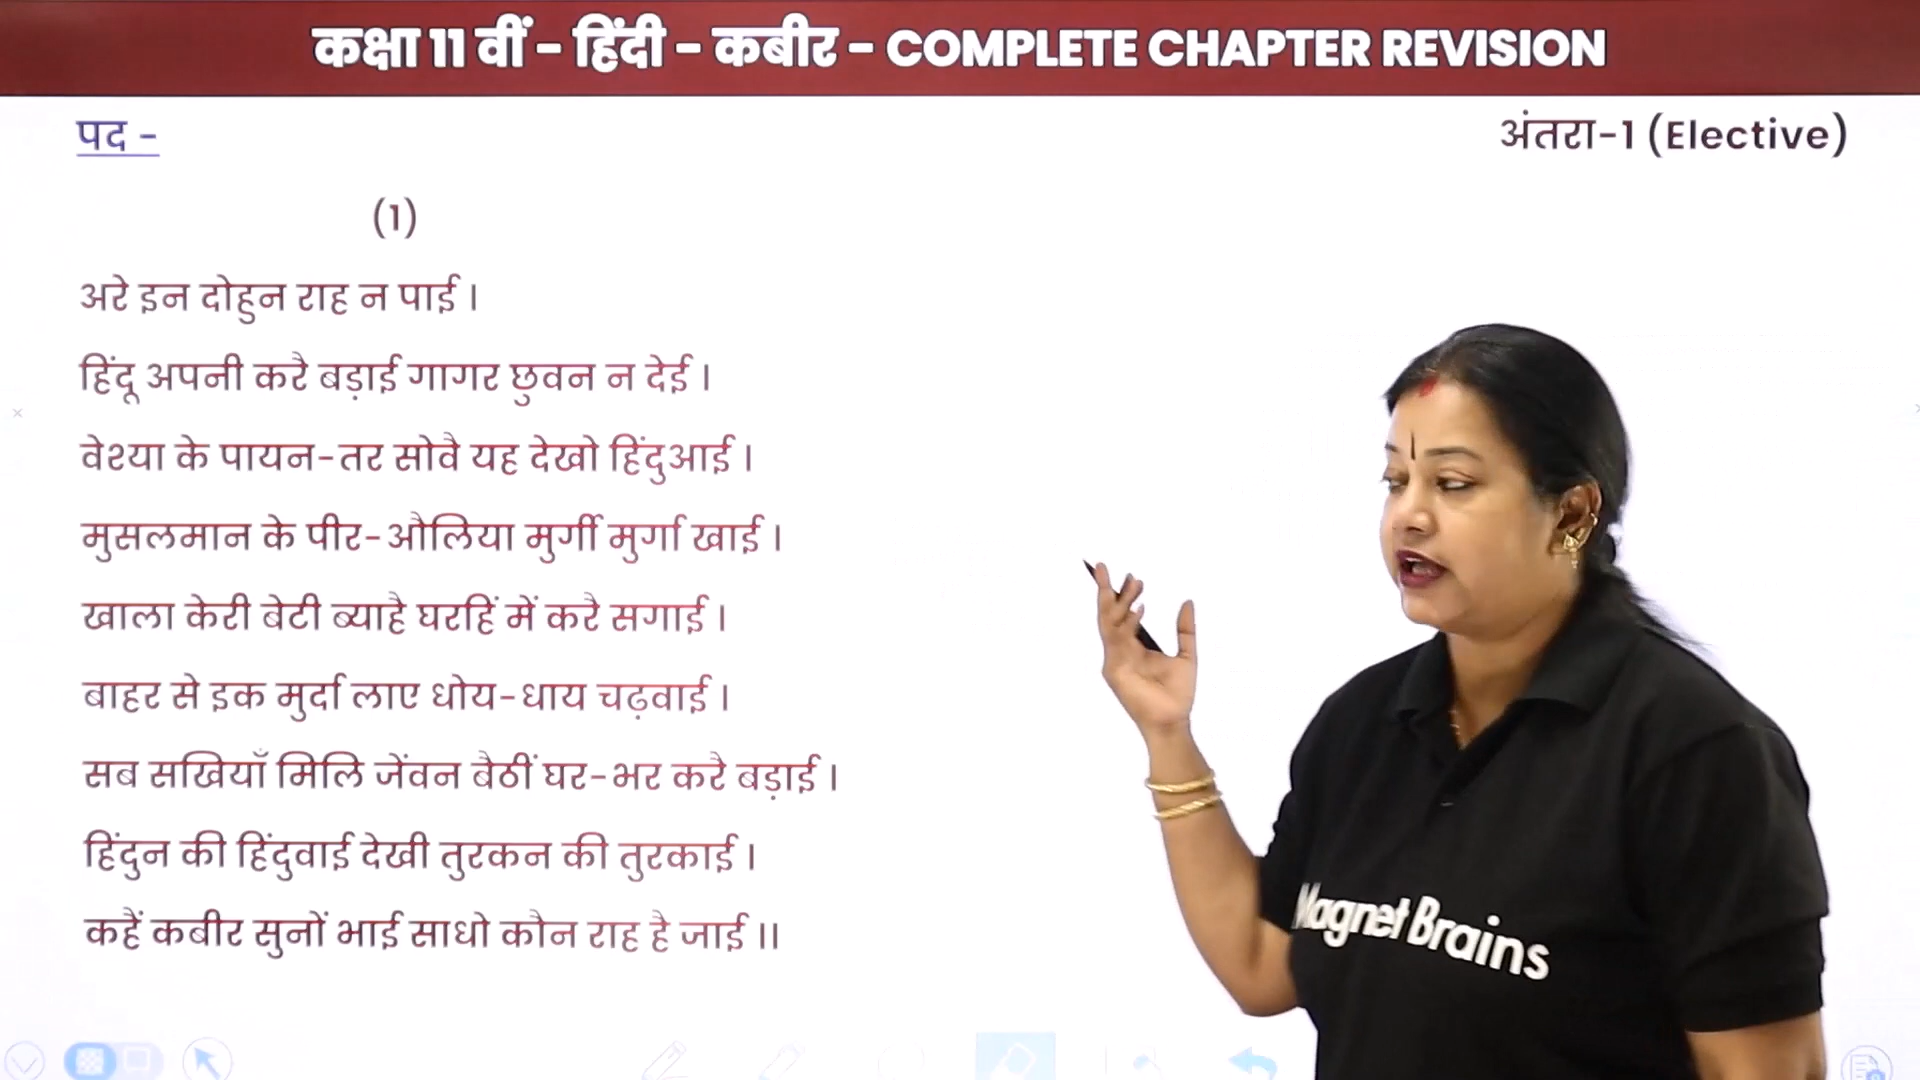 कक्षा 11 वीं - हिंदी - कबीर - COMPLETE CHAPTER REVISION
पद -
अंतरा-1 (Elective)
(1)
अरे इन दोहुन राह न पाई ।
हिंदू अपनी करै बड़ाई गागर छुवन न देई ।
वेश्या के पायन-तर सोवै यह देखो हिंदुआई ।
मुसलमान के पीर-औलिया मुर्गी मुर्गा खाई ।
खाला केरी बेटी ब्याहै घरहिं में करै सगाई ।
बाहर से इक मुर्दा लाए धोय-धाय चढ़वाई ।
सब सखियाँ मिलि जेंवन बैठीं घर-भर करै बड़ाई ।
हिंदुन की हिंदुवाई देखी तुरकन की तुरकाई ।
कहैं कबीर सुनों भाई साधो कौन राह है जाई ।।
Magnet Brains